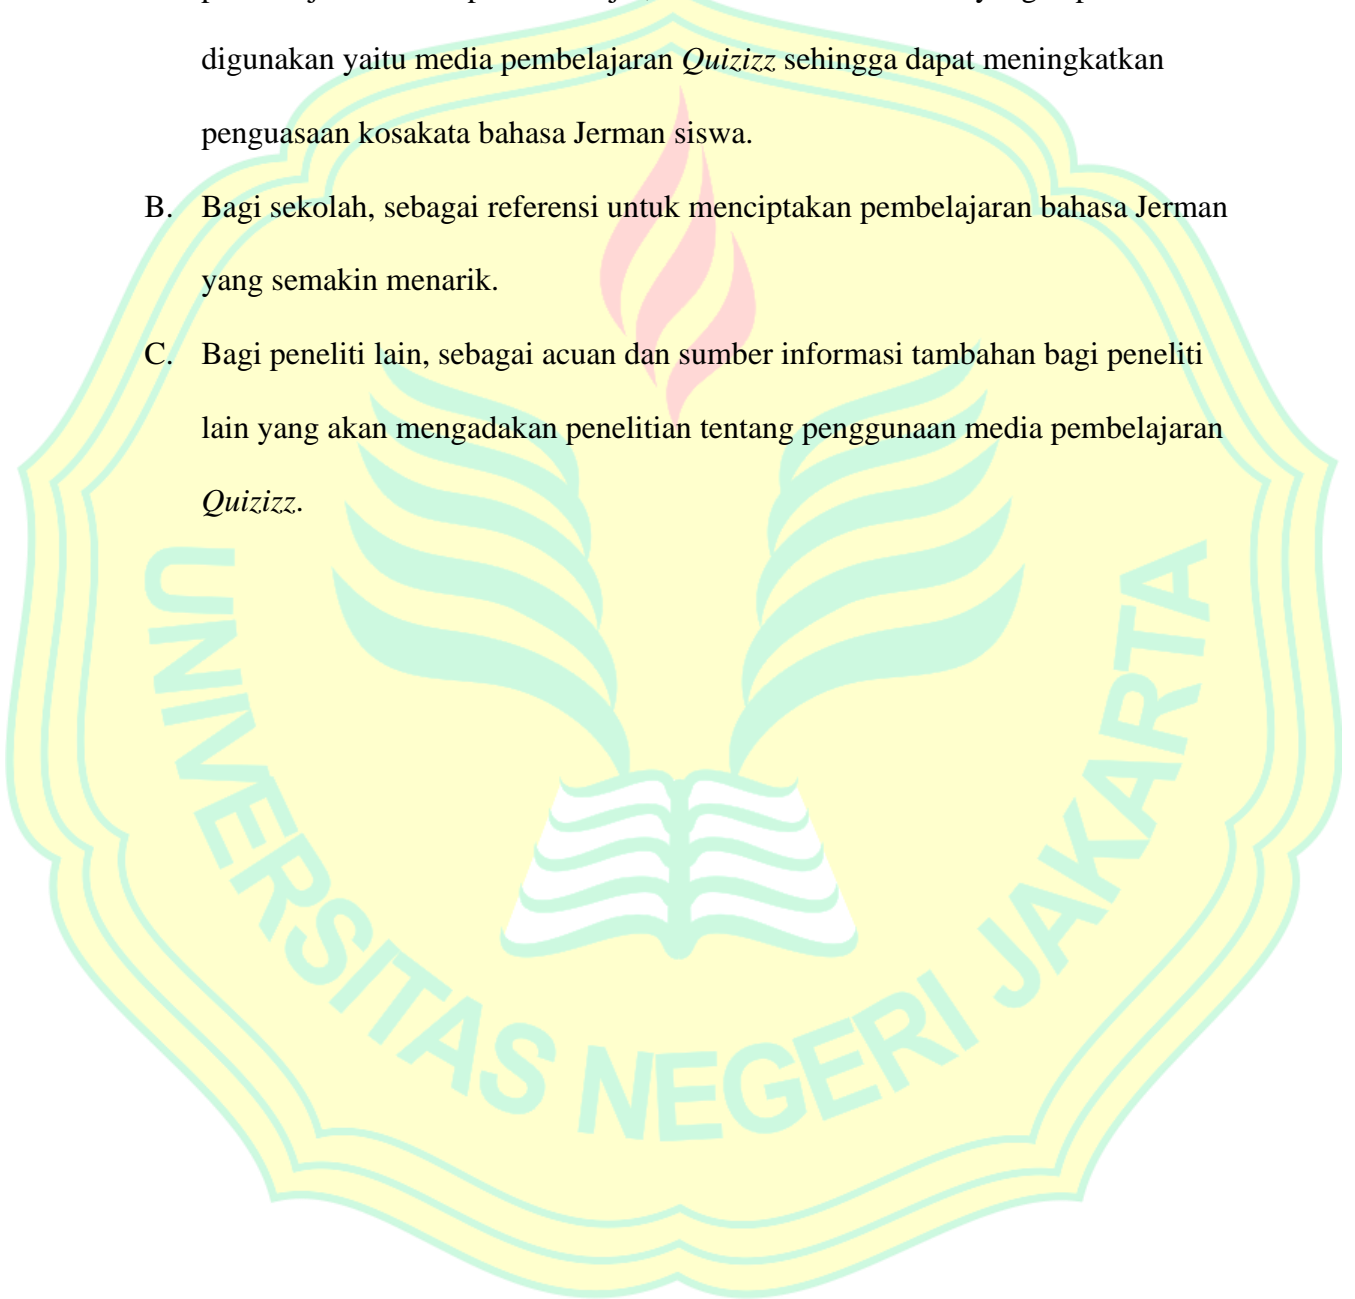 digunakan yaitu media pembelajaran Quizizz sehingga dapat meningkatkan
penguasaan kosakata bahasa Jerman siswa.
B. Bagi sekolah, sebagai referensi untuk menciptakan pembelajaran bahasa Jerman
yang semakin menarik.
C. Bagi peneliti lain, sebagai acuan dan sumber informasi tambahan bagi peneliti
lain yang akan mengadakan penelitian tentang penggunaan media pembelajaran
Quizizz.
UNIVERSITAS NEGERI JAKARTA